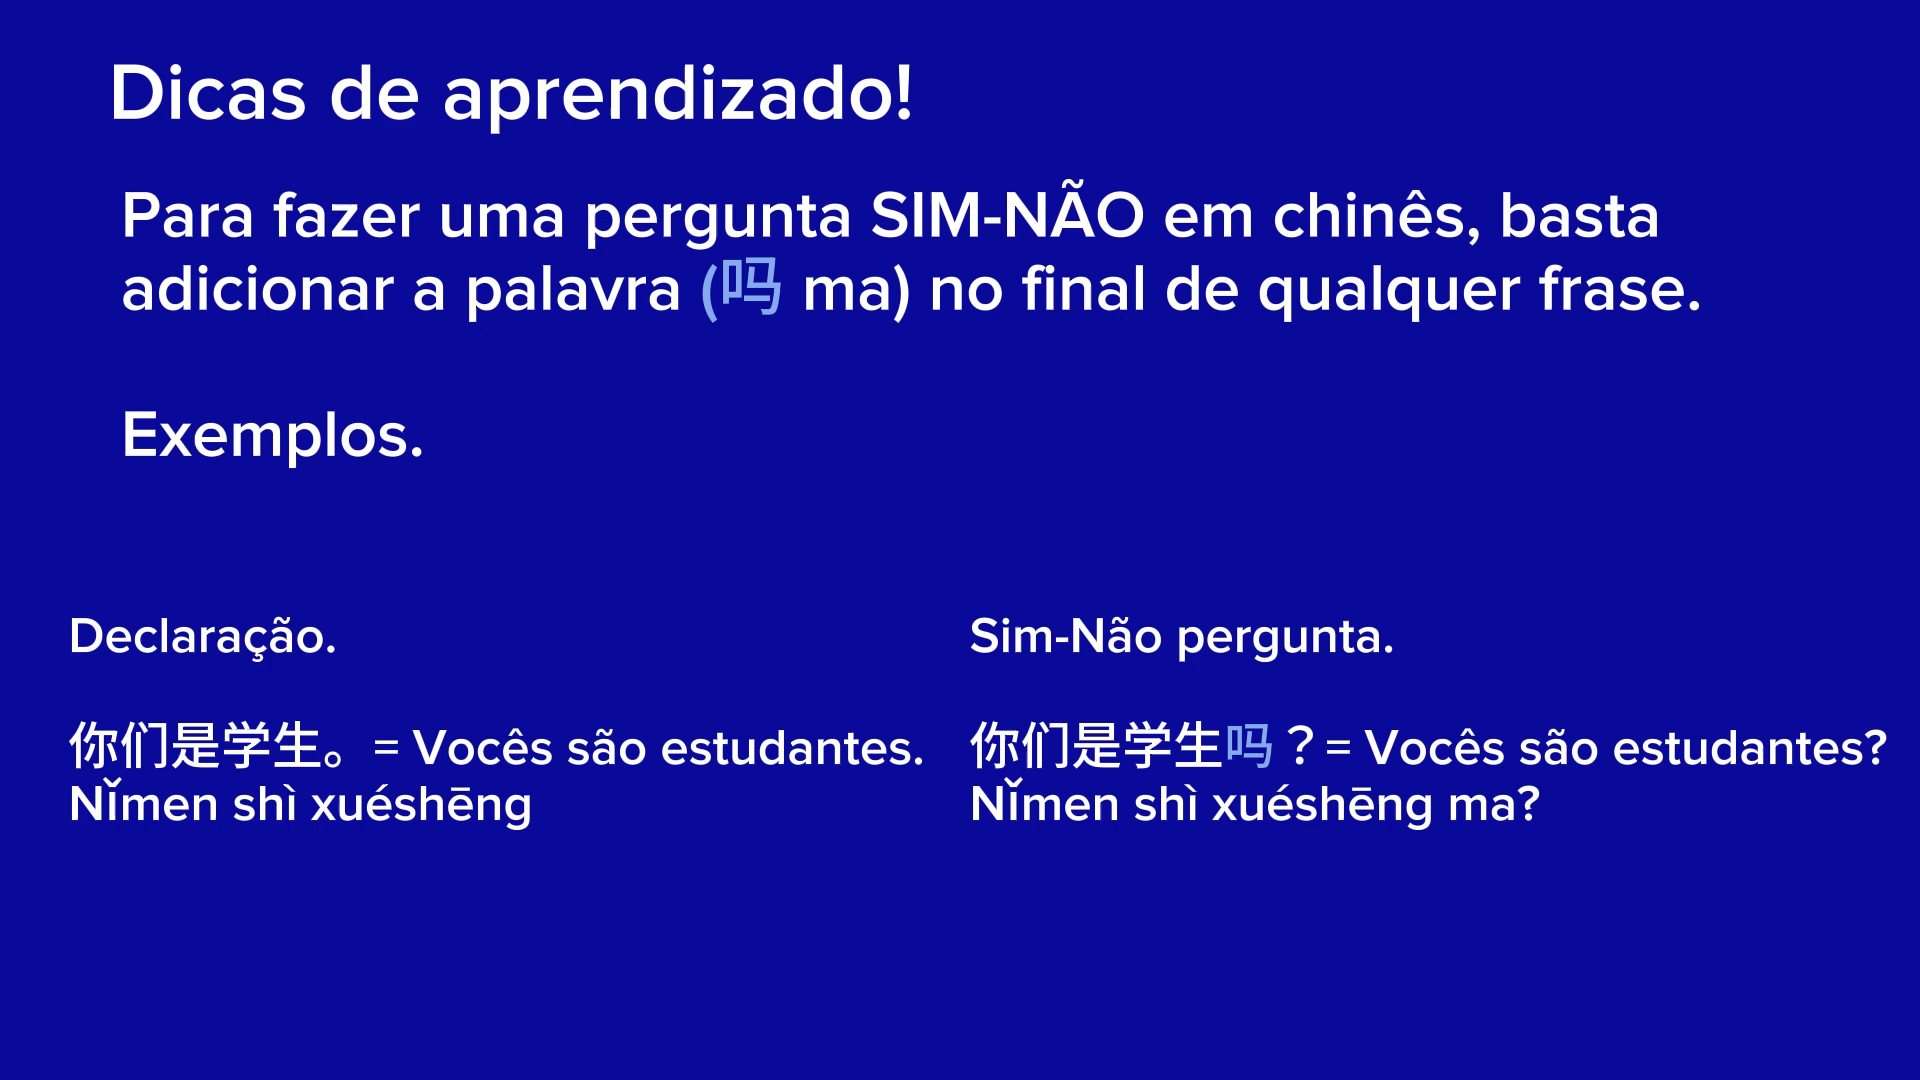 Dicas de aprendizado!
Para fazer uma pergunta SIM-NÃO em chinês, basta
adicionar a palavra (吗 ma) no final de qualquer frase.
Exemplos.
Declaração.
你们是学生。= Vocês são estudantes.
Nǐmen shì xuéshēng
Sim-Não pergunta.
你们是学生吗？= Vocês são estudantes?
Nǐmen shì xuéshēng ma?